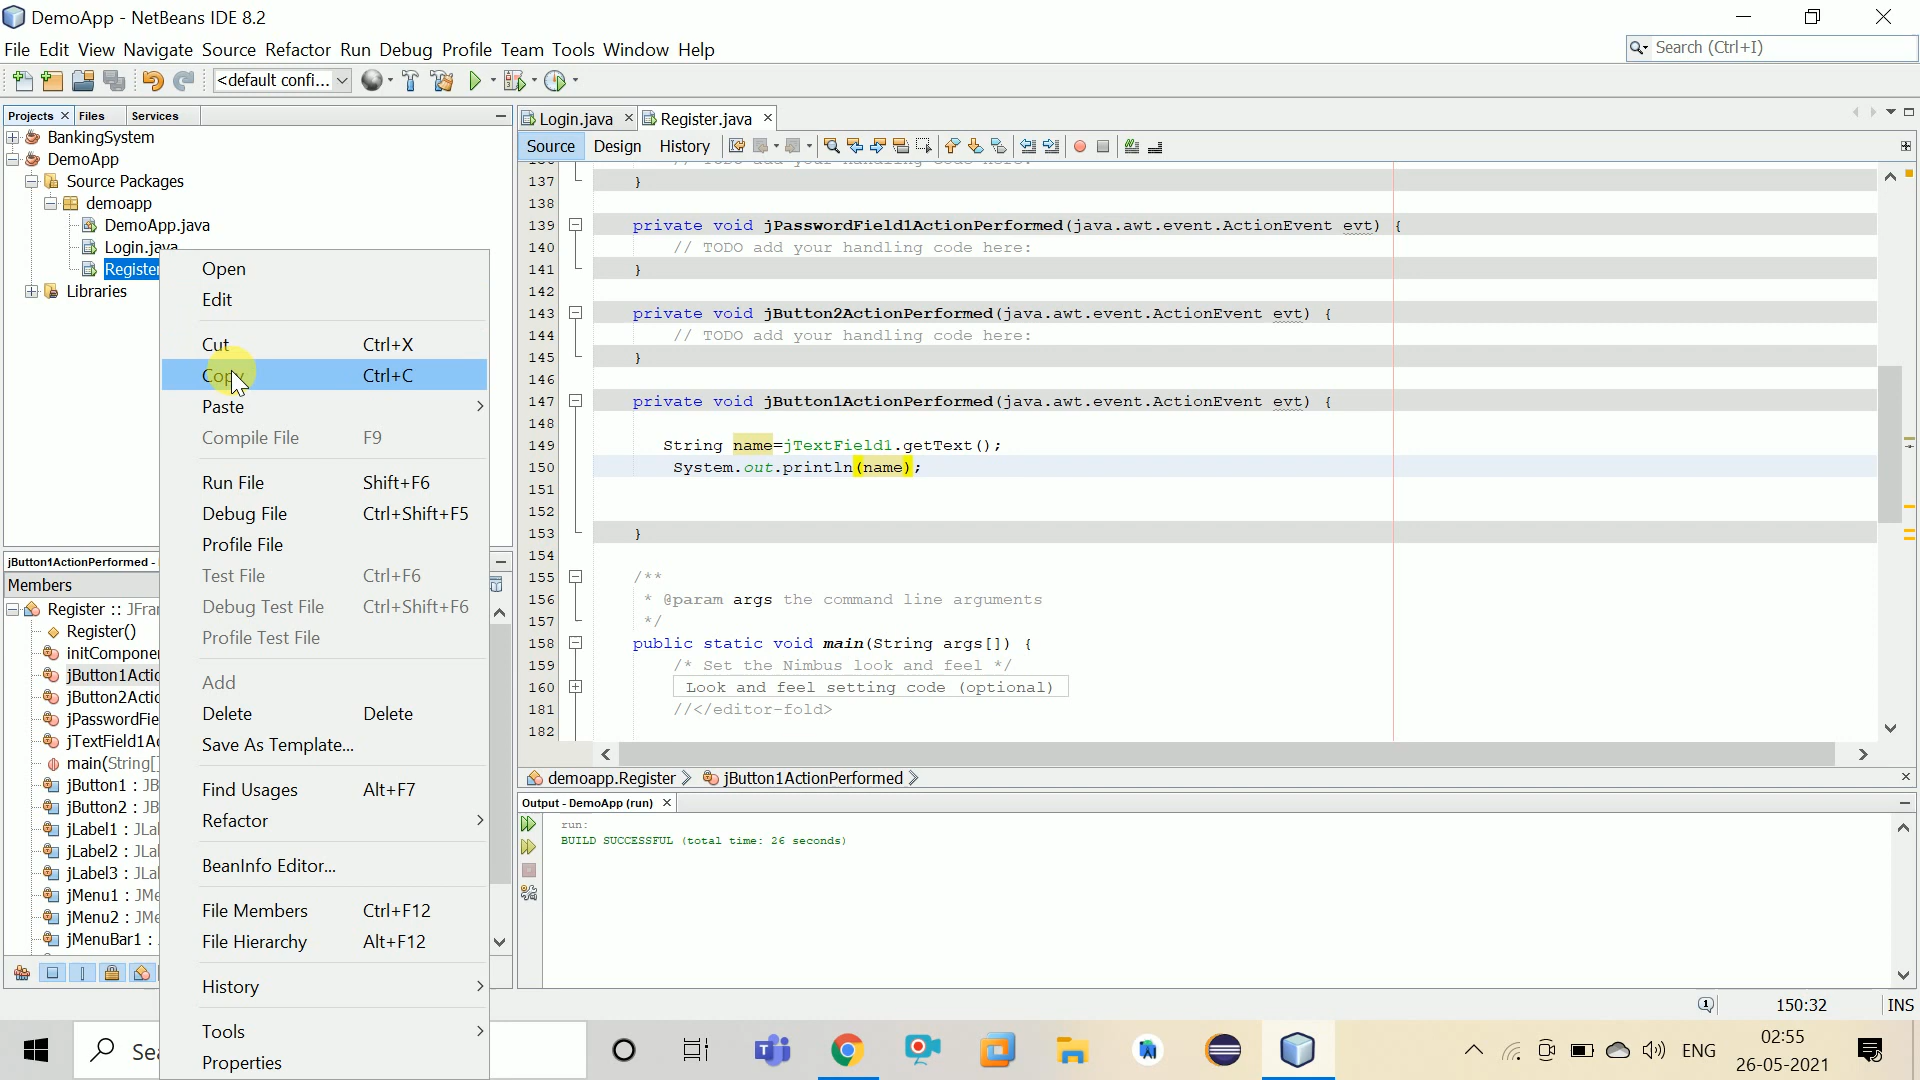 DemoApp - NetBeans IDE 8.2
File Edit View Navigate Source Refactor Run Debug Profile Team Tools Window Help
Search (Ctrl+I)
<default confi...
Projects Files Services
BankingSystem
DemoApp
Source Packages
demoapp
DemoApp.java
Login.java
Register
Libraries
Open
Edit
Cut Ctrl+X
Copy Ctrl+C
Paste
Compile File F9
Run File Shift+F6
Debug File Ctrl+Shift+F5
Profile File
Test File Ctrl+F6
Debug Test File Ctrl+Shift+F6
Profile Test File
Add
Delete Delete
Save As Template...
Find Usages Alt+F7
Refactor
BeanInfo Editor...
File Members Ctrl+F12
File Hierarchy Alt+F12
History
Tools
Properties
jButton1ActionPerformed -
Members
Register :: JFra
Register()
initCompone
jButton1Actic
jButton2Actic
jPasswordFie
jTextField1Ac
main(String[]
jButton1 : JB
jButton2 : JB
jLabel1 : JLa
jLabel2 : JLa
jLabel3 : JLa
jMenu1 : JMe
jMenu2 : JMe
jMenuBar1 :
Login.java Register.java
Source Design History
137 }
138
139 private void jPasswordField1ActionPerformed(java.awt.event.ActionEvent evt) {
140 // TODO add your handling code here:
141 }
142
143 private void jButton2ActionPerformed(java.awt.event.ActionEvent evt) {
144 // TODO add your handling code here:
145 }
146
147 private void jButton1ActionPerformed(java.awt.event.ActionEvent evt) {
148
149 String name=jTextField1.getText();
150 System.out.println(name);
151
152
153 }
154
155 /**
156 * @param args the command line arguments
157 */
158 public static void main(String args[]) {
159 /* Set the Nimbus look and feel */
160 Look and feel setting code (optional)
181 //</editor-fold>
182
demoapp.Register jButton1ActionPerformed
Output - DemoApp (run)
run:
BUILD SUCCESSFUL (total time: 26 seconds)
150:32 INS
Sea
ENG
02:55
26-05-2021